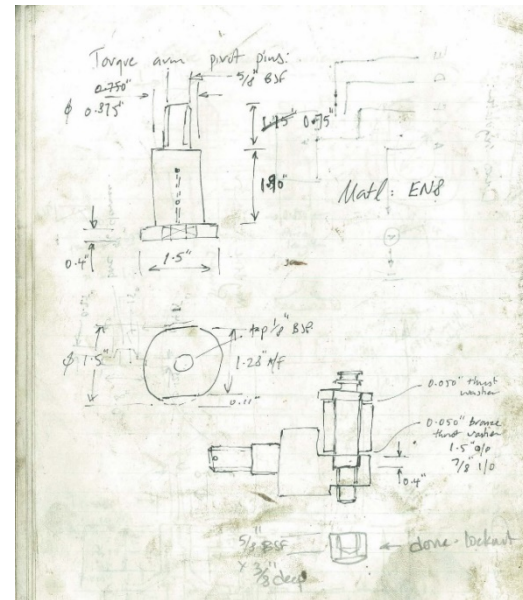 Torque arm pivot pins.
5/8" BSF
0.750"
ϕ 0.875"
1.75" 0.75"
1.90"
Matl: EN8
0.4"
1.5"
tap 1/8" BSF
ϕ 1.5"
1.28" A/F
0.11"
0.050" thrust
washer
0.050" bronze
thrust washer
1.5" o/D
7/8" I/D
0.4"
5/8" BSF
x 3/8" deep
dome locknut